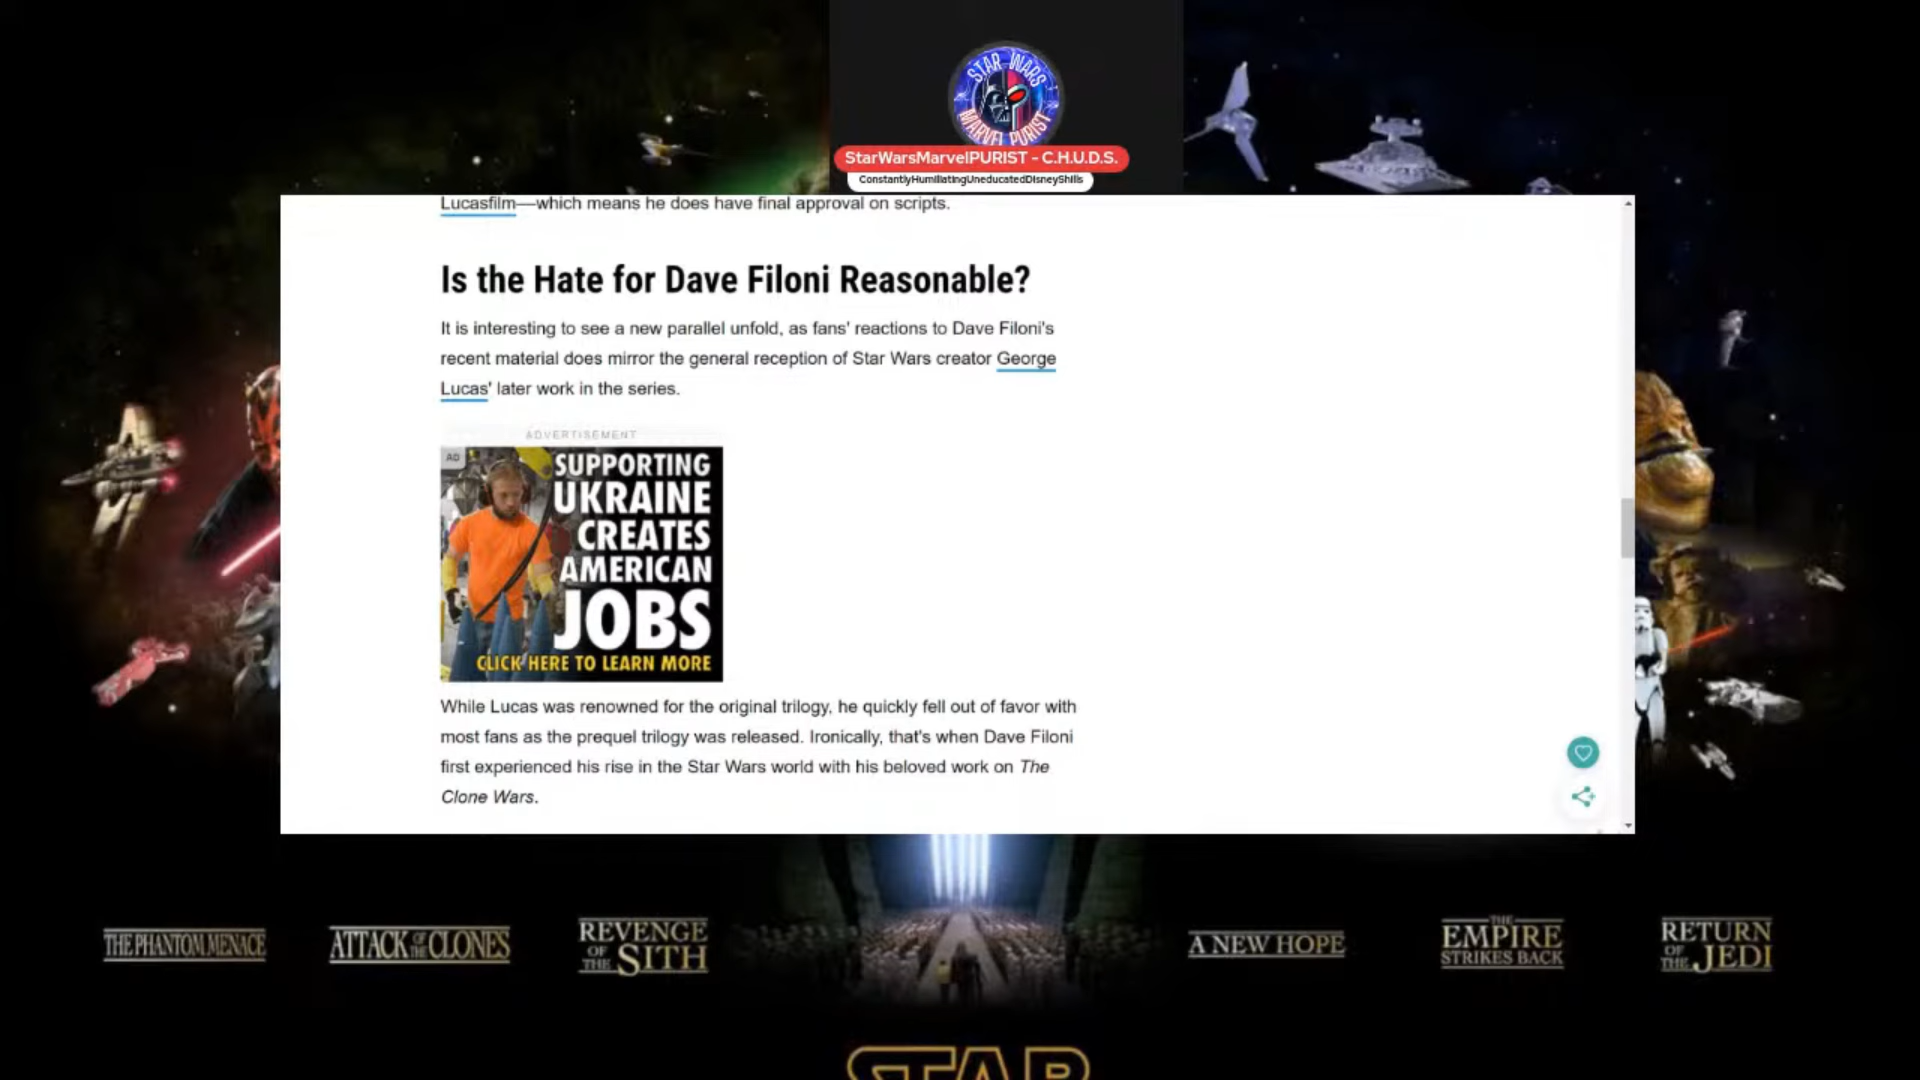 STAR WARS
MARVEL PURIST
StarWarsMarvelPURIST - C.H.U.D.S.
ConstantlyHumiliatingUneducatedDisneyShills
Lucasfilm—which means he does have final approval on scripts.
Is the Hate for Dave Filoni Reasonable?
It is interesting to see a new parallel unfold, as fans' reactions to Dave Filoni's
recent material does mirror the general reception of Star Wars creator George
Lucas' later work in the series.
ADVERTISEMENT
AD
SUPPORTING
UKRAINE
CREATES
AMERICAN
JOBS
CLICK HERE TO LEARN MORE
While Lucas was renowned for the original trilogy, he quickly fell out of favor with
most fans as the prequel trilogy was released. Ironically, that's when Dave Filoni
first experienced his rise in the Star Wars world with his beloved work on The
Clone Wars.
THE PHANTOM MENACE
ATTACK OF THE CLONES
REVENGE
OF THE SITH
A NEW HOPE
THE
EMPIRE
STRIKES BACK
RETURN
OF THE JEDI
STAR